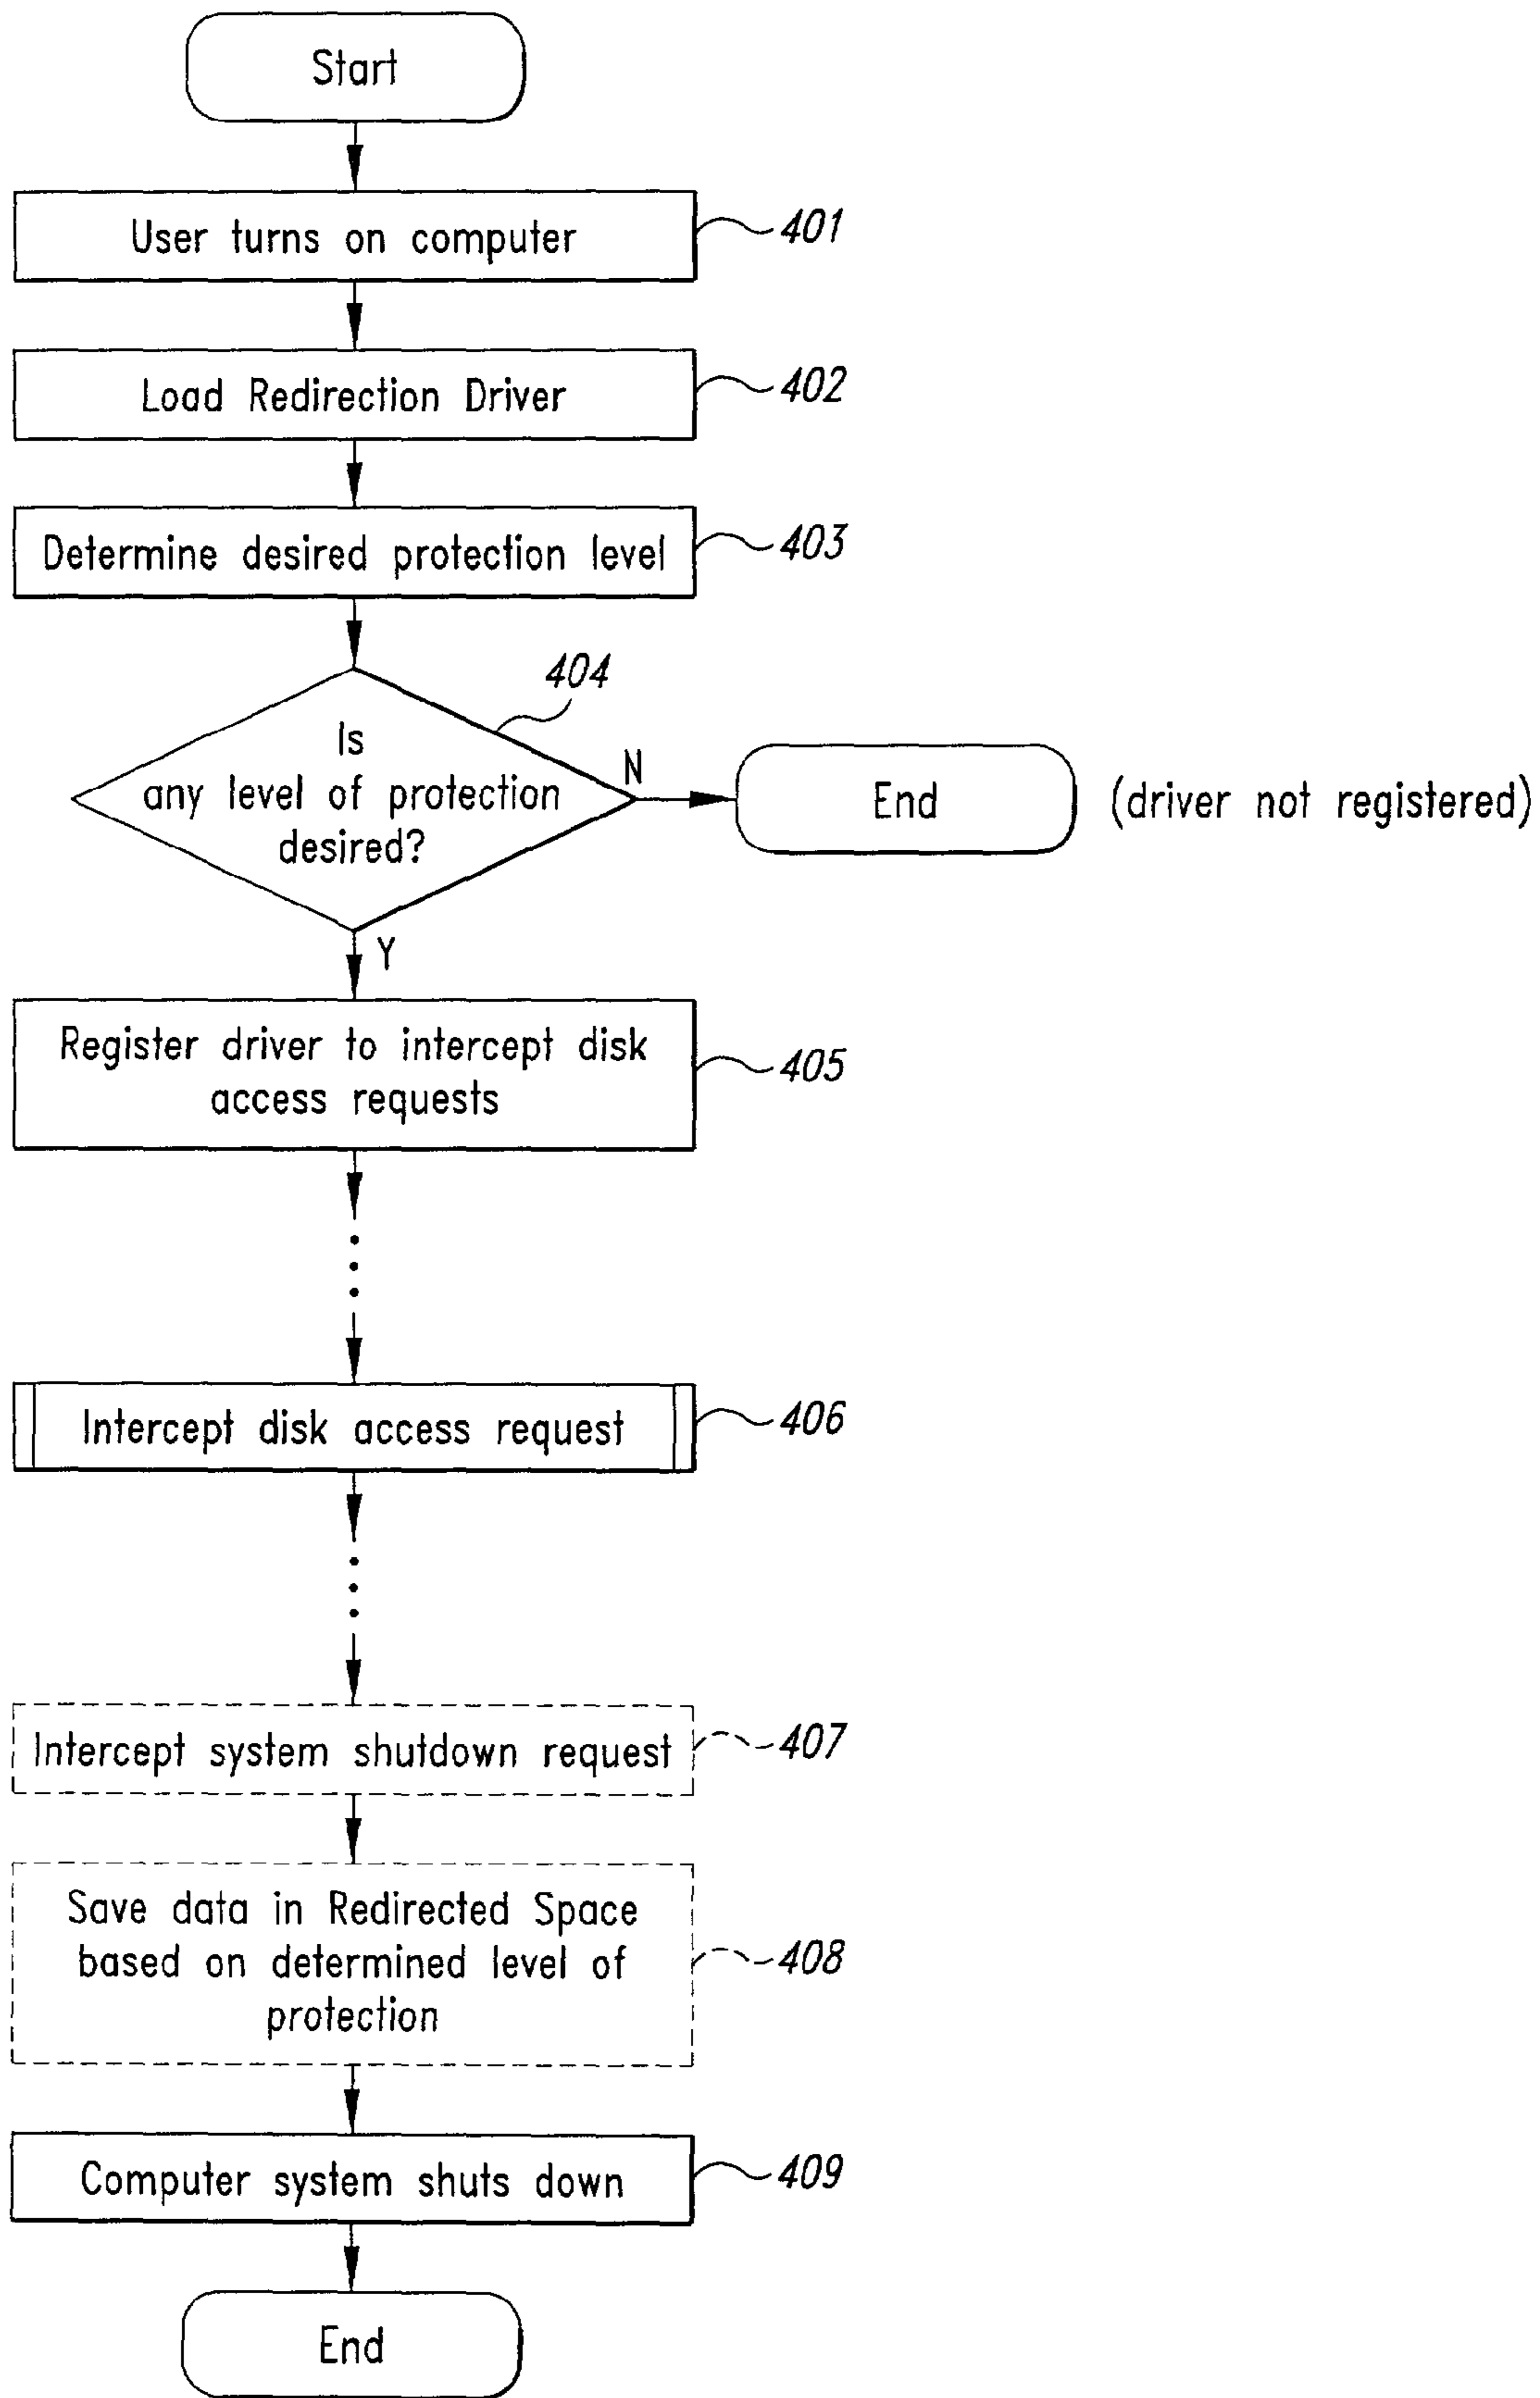 Start
User turns on computer
401
Load Redirection Driver
402
Determine desired protection level
403
404
Is
any level of protection
desired?
N
End
(driver not registered)
Y
Register driver to intercept disk
access requests
405
Intercept disk access request
406
Intercept system shutdown request
407
Save data in Redirected Space
based on determined level of
protection
408
Computer system shuts down
409
End